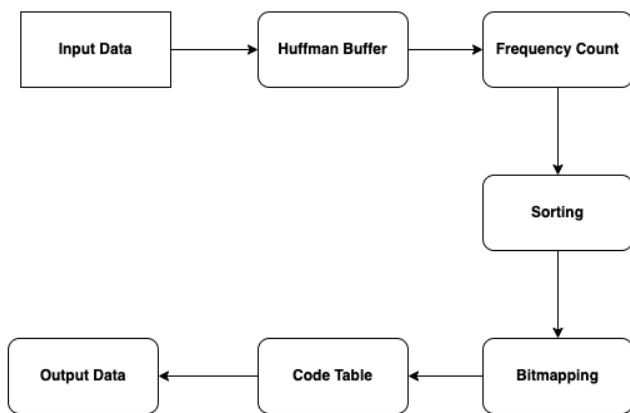 Input Data
Huffman Buffer
Frequency Count
Sorting
Bitmapping
Code Table
Output Data